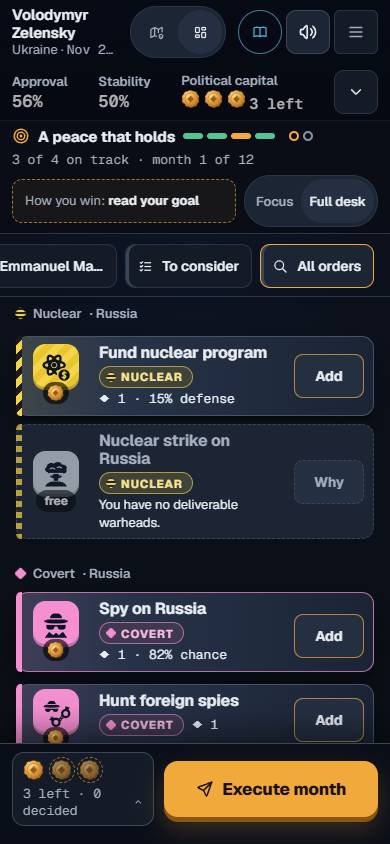 Volodymyr
Zelensky
Ukraine · Nov 2…
Approval
56%
Stability
50%
Political capital
3 left
A peace that holds
3 of 4 on track · month 1 of 12
How you win: read your goal
Focus
Full desk
Emmanuel Ma…
To consider
All orders
Nuclear · Russia
Fund nuclear program
NUCLEAR
1 · 15% defense
Add
Nuclear strike on
Russia
NUCLEAR
You have no deliverable
warheads.
free
Why
Covert · Russia
Spy on Russia
COVERT
1 · 82% chance
Add
Hunt foreign spies
COVERT
1
Add
3 left · 0
decided
Execute month